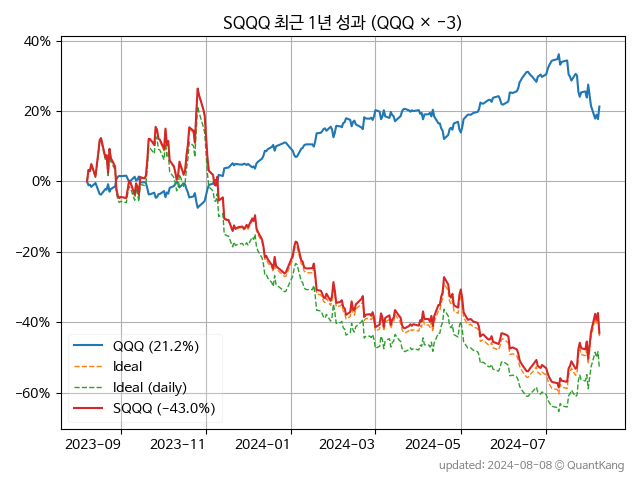 SQQQ 최근 1년 성과 (QQQ × −3)
40%
20%
0%
−20%
−40%
−60%
QQQ (21.2%)
Ideal
Ideal (daily)
SQQQ (−43.0%)
2023-09
2023-11
2024-01
2024-03
2024-05
2024-07
updated: 2024-08-08 © QuantKang